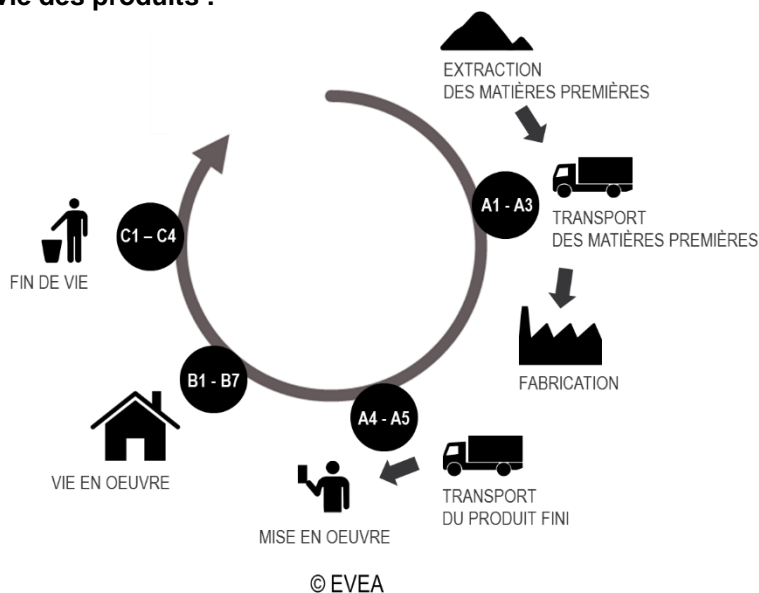 vie des produits :
EXTRACTION
DES MATIÈRES PREMIÈRES
A1 - A3
TRANSPORT
DES MATIÈRES PREMIÈRES
FABRICATION
A4 - A5
TRANSPORT
DU PRODUIT FINI
MISE EN OEUVRE
B1 - B7
VIE EN OEUVRE
C1 – C4
FIN DE VIE
© EVEA